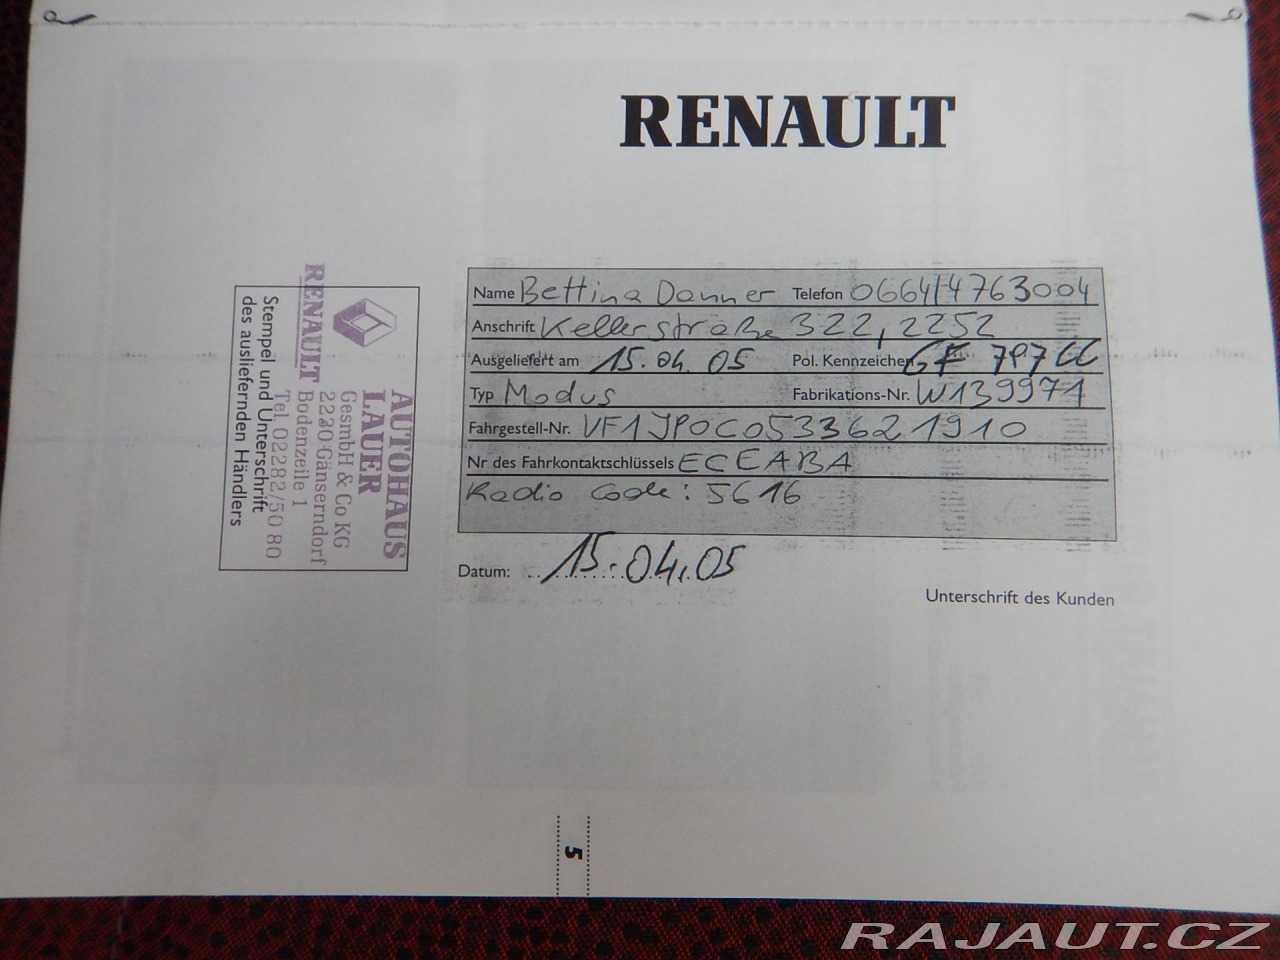 RENAULT
Name Bettina Danner Telefon 0664/4763004
Anschrift Kellerstraße 322, 2252
Ausgeliefert am 15.04.05 Pol. Kennzeichen GF 797CC
Typ Modus Fabrikations-Nr. W139971
Fahrgestell-Nr. VF1JP0C0533621910
Nr des Fahrkontaktschlüssels ECEABA
Radio Code: 5616
Datum: 15.04.05
Unterschrift des Kunden
AUTOHAUS
LAUER
GesmbH & Co KG
2230 Gänserndorf
Bodenzeile 1
RENAULT Tel. 02282/50 80
Stempel und Unterschrift
des ausliefernden Händlers
5
RAJAUT.CZ